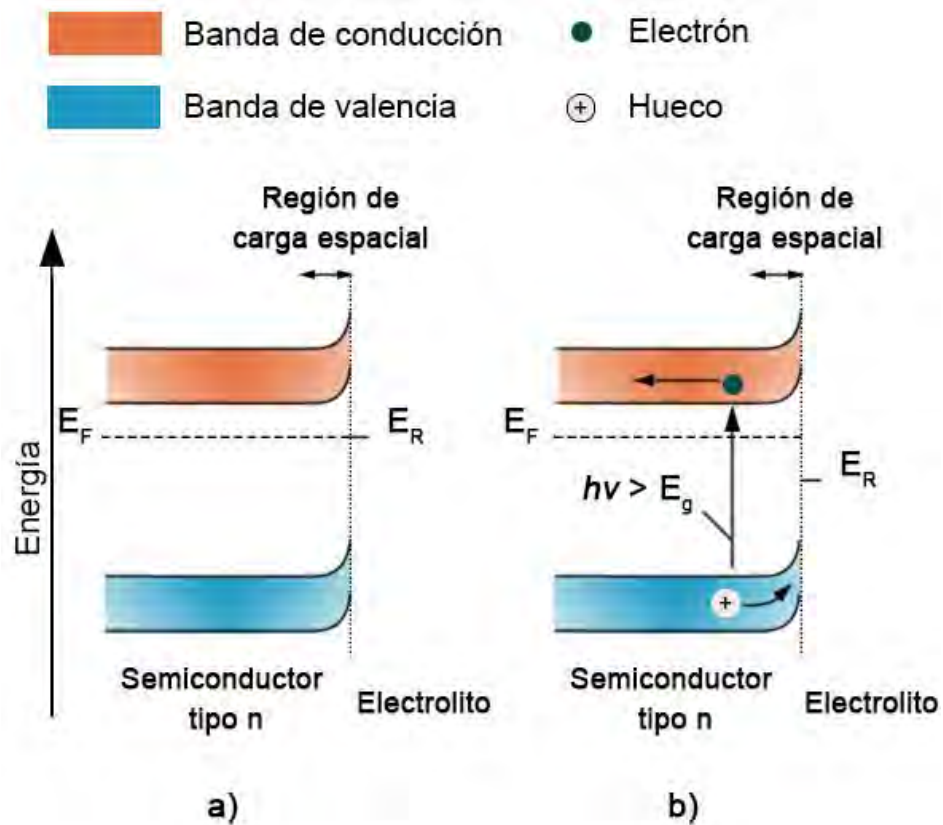 Banda de conducción
Electrón
Banda de valencia
+ Hueco
Región de
carga espacial
Región de
carga espacial
Energía
E_F
E_R
E_F
E_R
hν > E_g
+
Semiconductor
tipo n
Electrolito
Semiconductor
tipo n
Electrolito
a)
b)